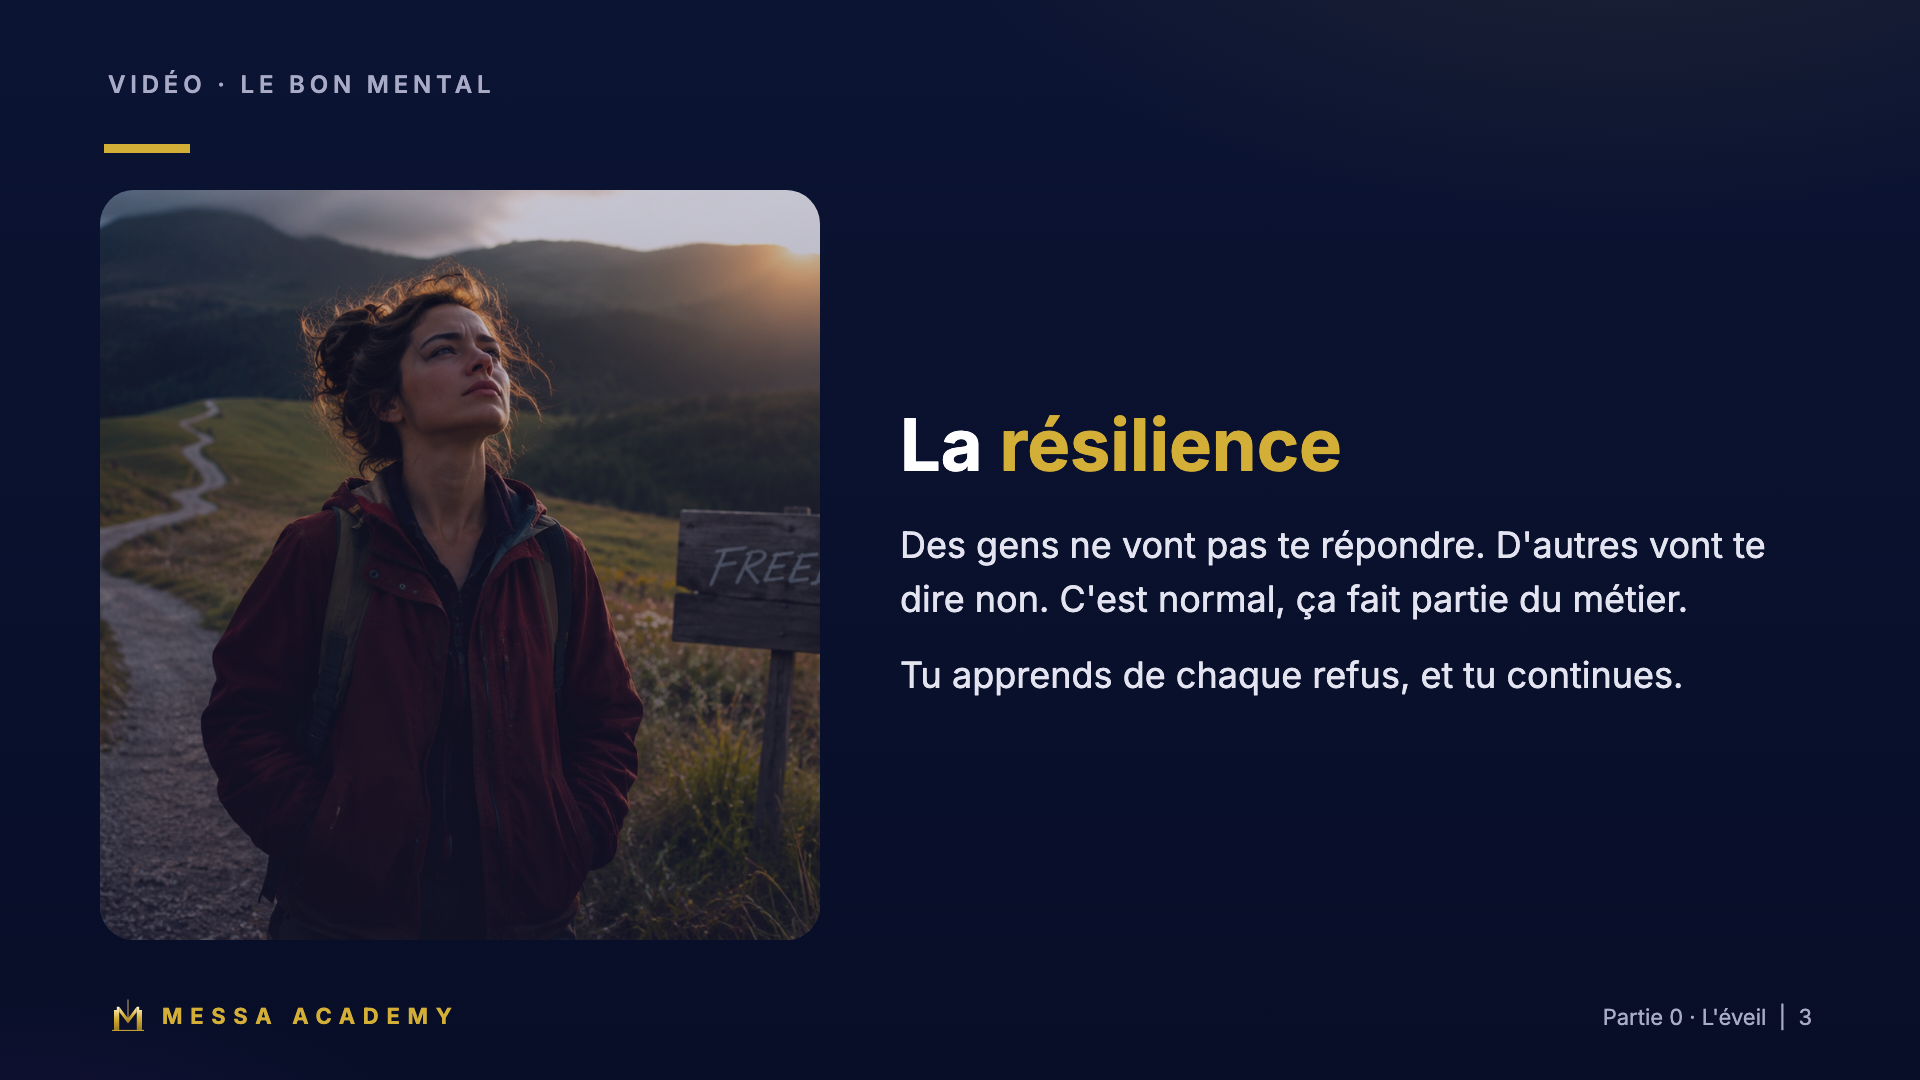 VIDÉO · LE BON MENTAL
FREE
La résilience
Des gens ne vont pas te répondre. D'autres vont te
dire non. C'est normal, ça fait partie du métier.
Tu apprends de chaque refus, et tu continues.
MESSA ACADEMY
Partie 0 · L'éveil | 3